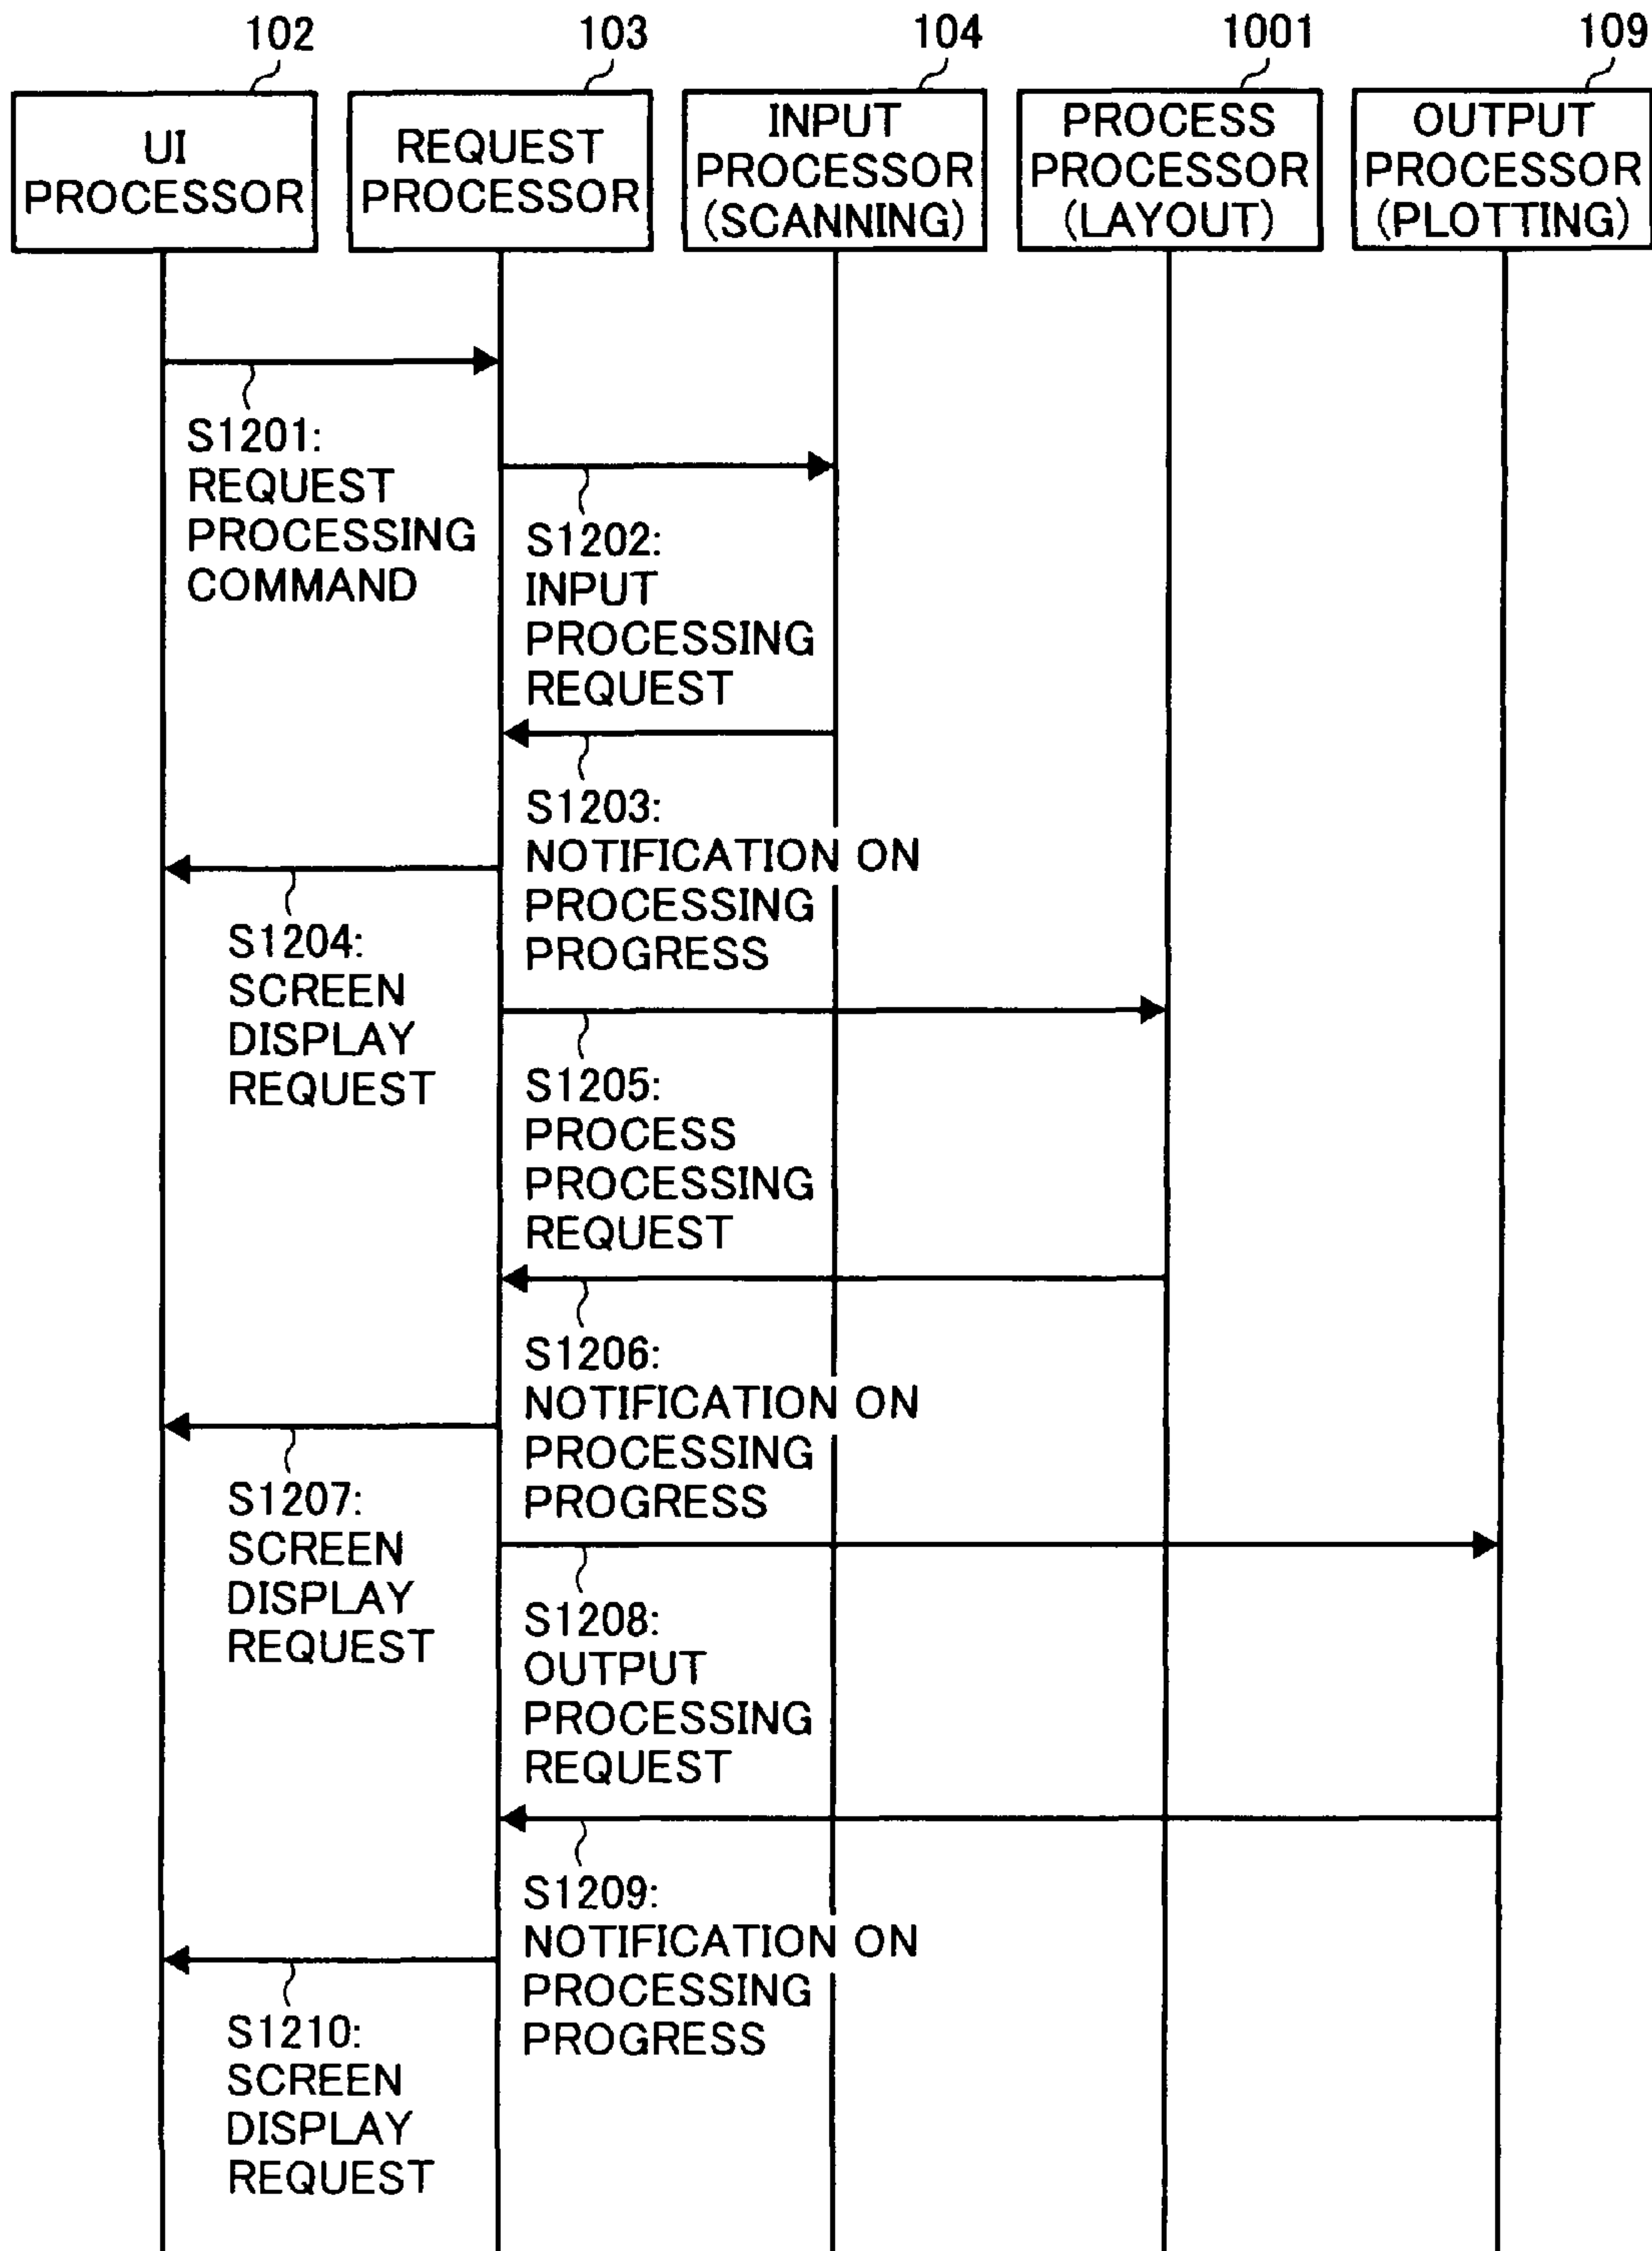 102
103
104
1001
109
UI
PROCESSOR
REQUEST
PROCESSOR
INPUT
PROCESSOR
(SCANNING)
PROCESS
PROCESSOR
(LAYOUT)
OUTPUT
PROCESSOR
(PLOTTING)
S1201:
REQUEST
PROCESSING
COMMAND
S1202:
INPUT
PROCESSING
REQUEST
S1203:
NOTIFICATION ON
PROCESSING
PROGRESS
S1204:
SCREEN
DISPLAY
REQUEST
S1205:
PROCESS
PROCESSING
REQUEST
S1206:
NOTIFICATION ON
PROCESSING
PROGRESS
S1207:
SCREEN
DISPLAY
REQUEST
S1208:
OUTPUT
PROCESSING
REQUEST
S1209:
NOTIFICATION ON
PROCESSING
PROGRESS
S1210:
SCREEN
DISPLAY
REQUEST